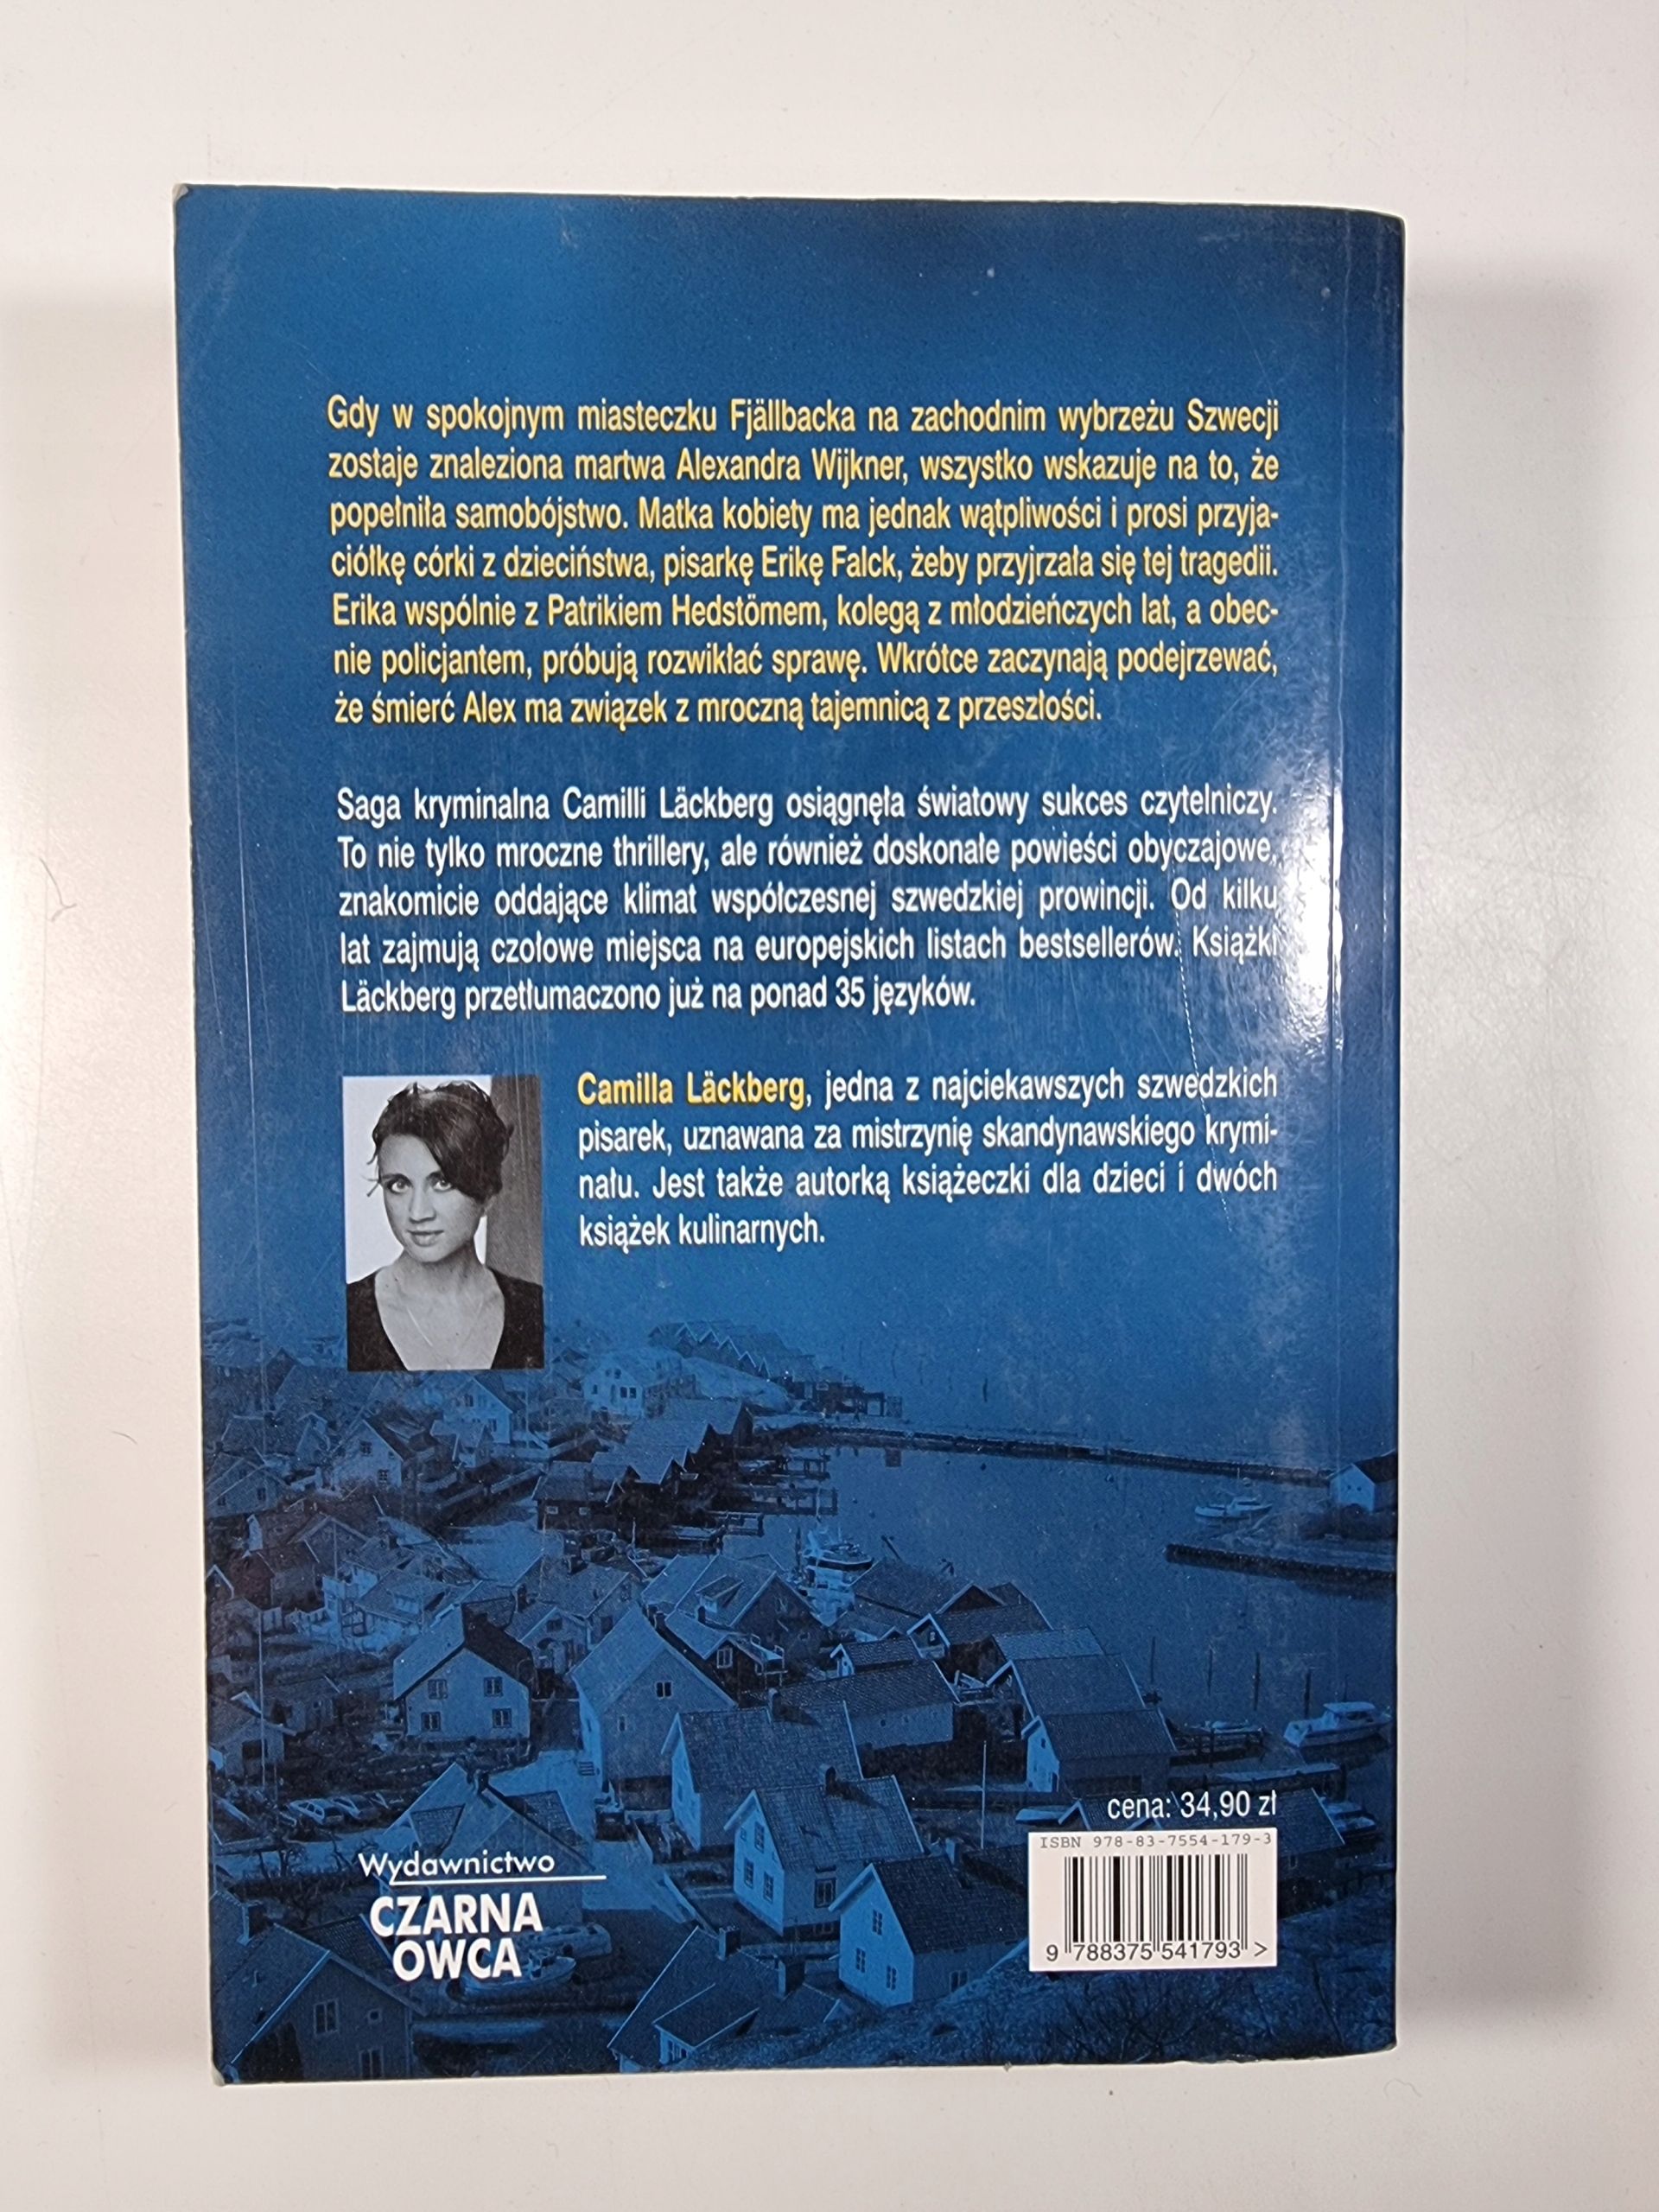 Gdy w spokojnym miasteczku Fjällbacka na zachodnim wybrzeżu Szwecji
zostaje znaleziona martwa Alexandra Wijkner, wszystko wskazuje na to, że
popełniła samobójstwo. Matka kobiety ma jednak wątpliwości i prosi przyja-
ciółkę córki z dzieciństwa, pisarkę Erikę Falck, żeby przyjrzała się tej tragedii.
Erika wspólnie z Patrikiem Hedstömem, kolegą z młodzieńczych lat, a obec-
nie policjantem, próbują rozwikłać sprawę. Wkrótce zaczynają podejrzewać,
że śmierć Alex ma związek z mroczną tajemnicą z przeszłości.
Saga kryminalna Camilli Läckberg osiągnęła światowy sukces czytelniczy.
To nie tylko mroczne thrillery, ale również doskonałe powieści obyczajowe,
znakomicie oddające klimat współczesnej szwedzkiej prowincji. Od kilku
lat zajmują czołowe miejsca na europejskich listach bestsellerów. Książki
Läckberg przetłumaczono już na ponad 35 języków.
Camilla Läckberg, jedna z najciekawszych szwedzkich
pisarek, uznawana za mistrzynię skandynawskiego krymi-
nału. Jest także autorką książeczki dla dzieci i dwóch
książek kulinarnych.
cena: 34,90 zł
ISBN 978-83-7554-179-3
9 788375 541793 >
Wydawnictwo
CZARNA
OWCA